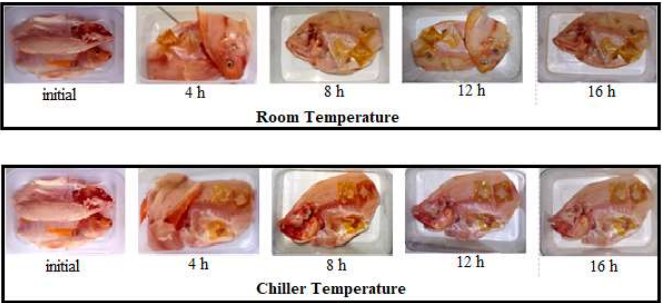 initial 4 h 8 h 12 h 16 h
Room Temperature
initial 4 h 8 h 12 h 16 h
Chiller Temperature